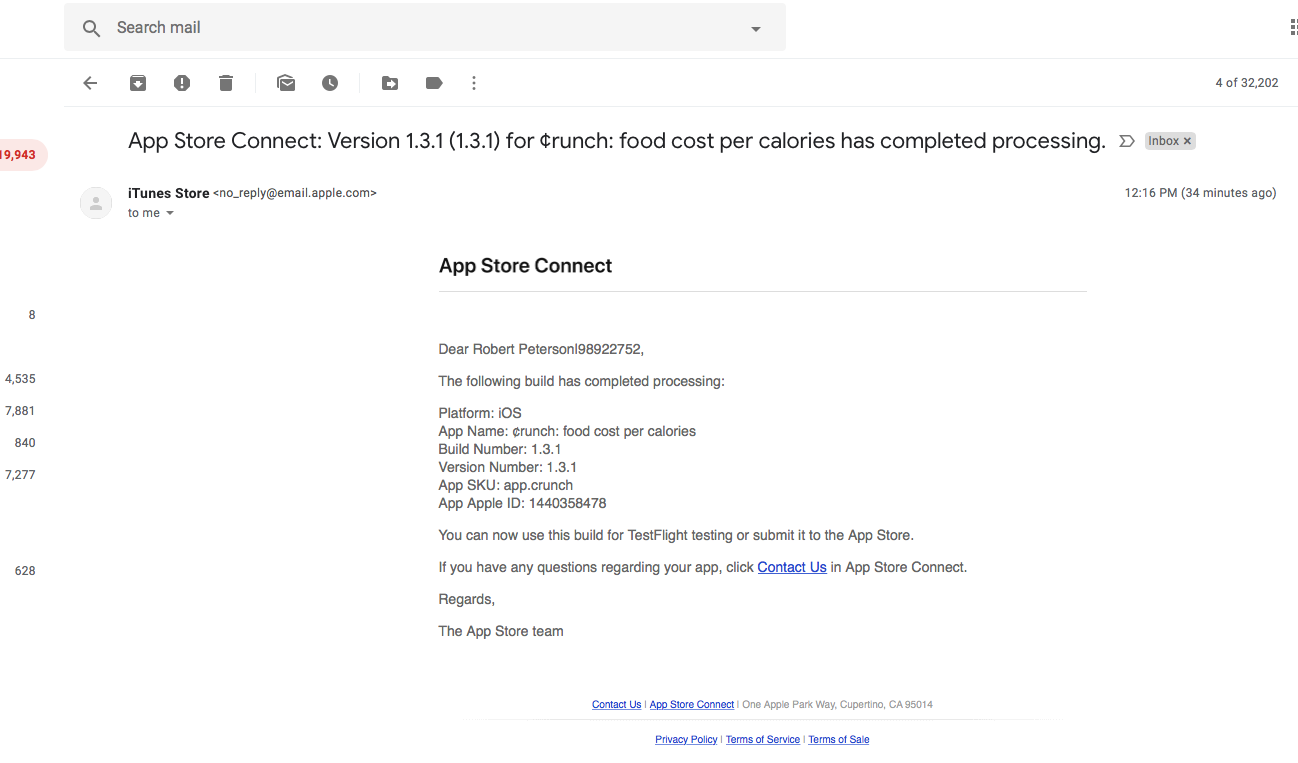 Search mail
4 of 32,202
App Store Connect: Version 1.3.1 (1.3.1) for ¢runch: food cost per calories has completed processing.
Inbox ×
19,943
iTunes Store <no_reply@email.apple.com>
12:16 PM (34 minutes ago)
to me
App Store Connect
8
Dear Robert Petersonl98922752,
4,535
The following build has completed processing:
7,881
Platform: iOS
App Name: ¢runch: food cost per calories
840
Build Number: 1.3.1
Version Number: 1.3.1
7,277
App SKU: app.crunch
App Apple ID: 1440358478
You can now use this build for TestFlight testing or submit it to the App Store.
628
If you have any questions regarding your app, click Contact Us in App Store Connect.
Regards,
The App Store team
Contact Us | App Store Connect | One Apple Park Way, Cupertino, CA 95014
Privacy Policy | Terms of Service | Terms of Sale